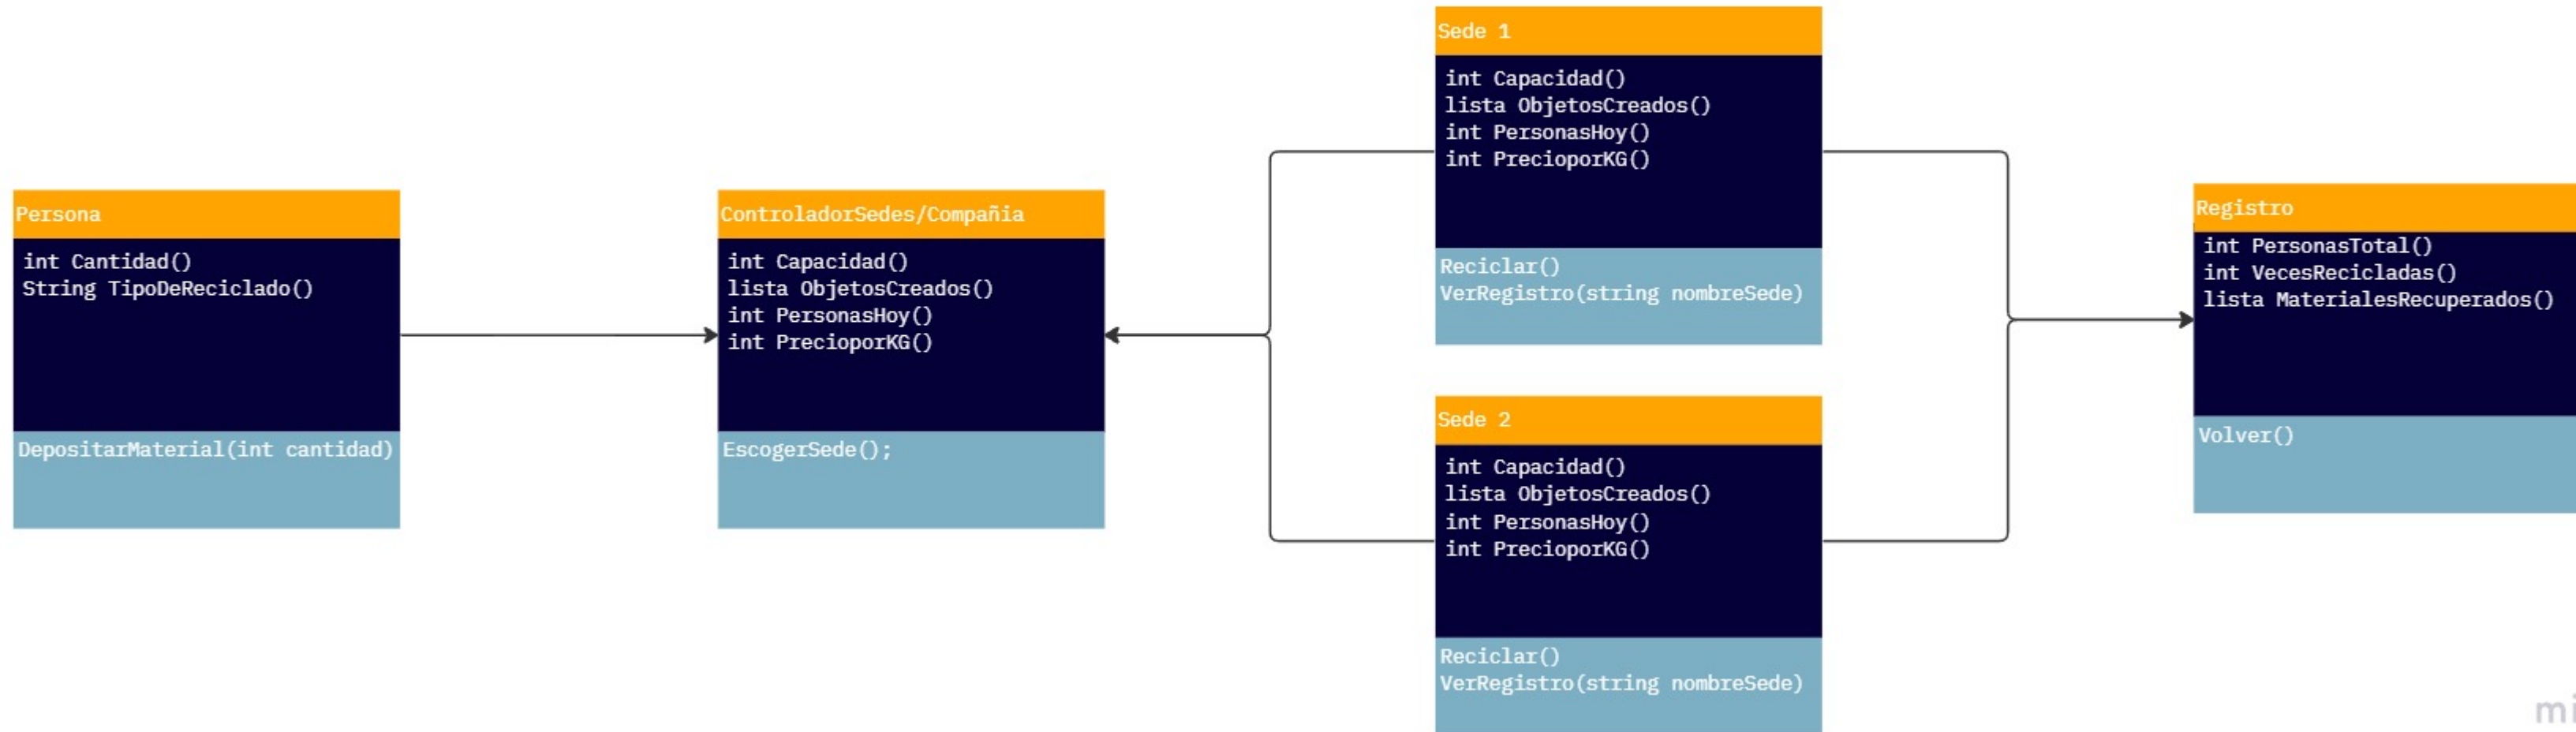 Persona
int Cantidad()
String TipoDeReciclado()
DepositarMaterial(int cantidad)
ControladorSedes/Compañia
int Capacidad()
lista ObjetosCreados()
int PersonasHoy()
int PrecioporKG()
EscogerSede();
Sede 1
int Capacidad()
lista ObjetosCreados()
int PersonasHoy()
int PrecioporKG()
Reciclar()
VerRegistro(string nombreSede)
Sede 2
int Capacidad()
lista ObjetosCreados()
int PersonasHoy()
int PrecioporKG()
Reciclar()
VerRegistro(string nombreSede)
Registro
int PersonasTotal()
int VecesRecicladas()
lista MaterialesRecuperados()
Volver()